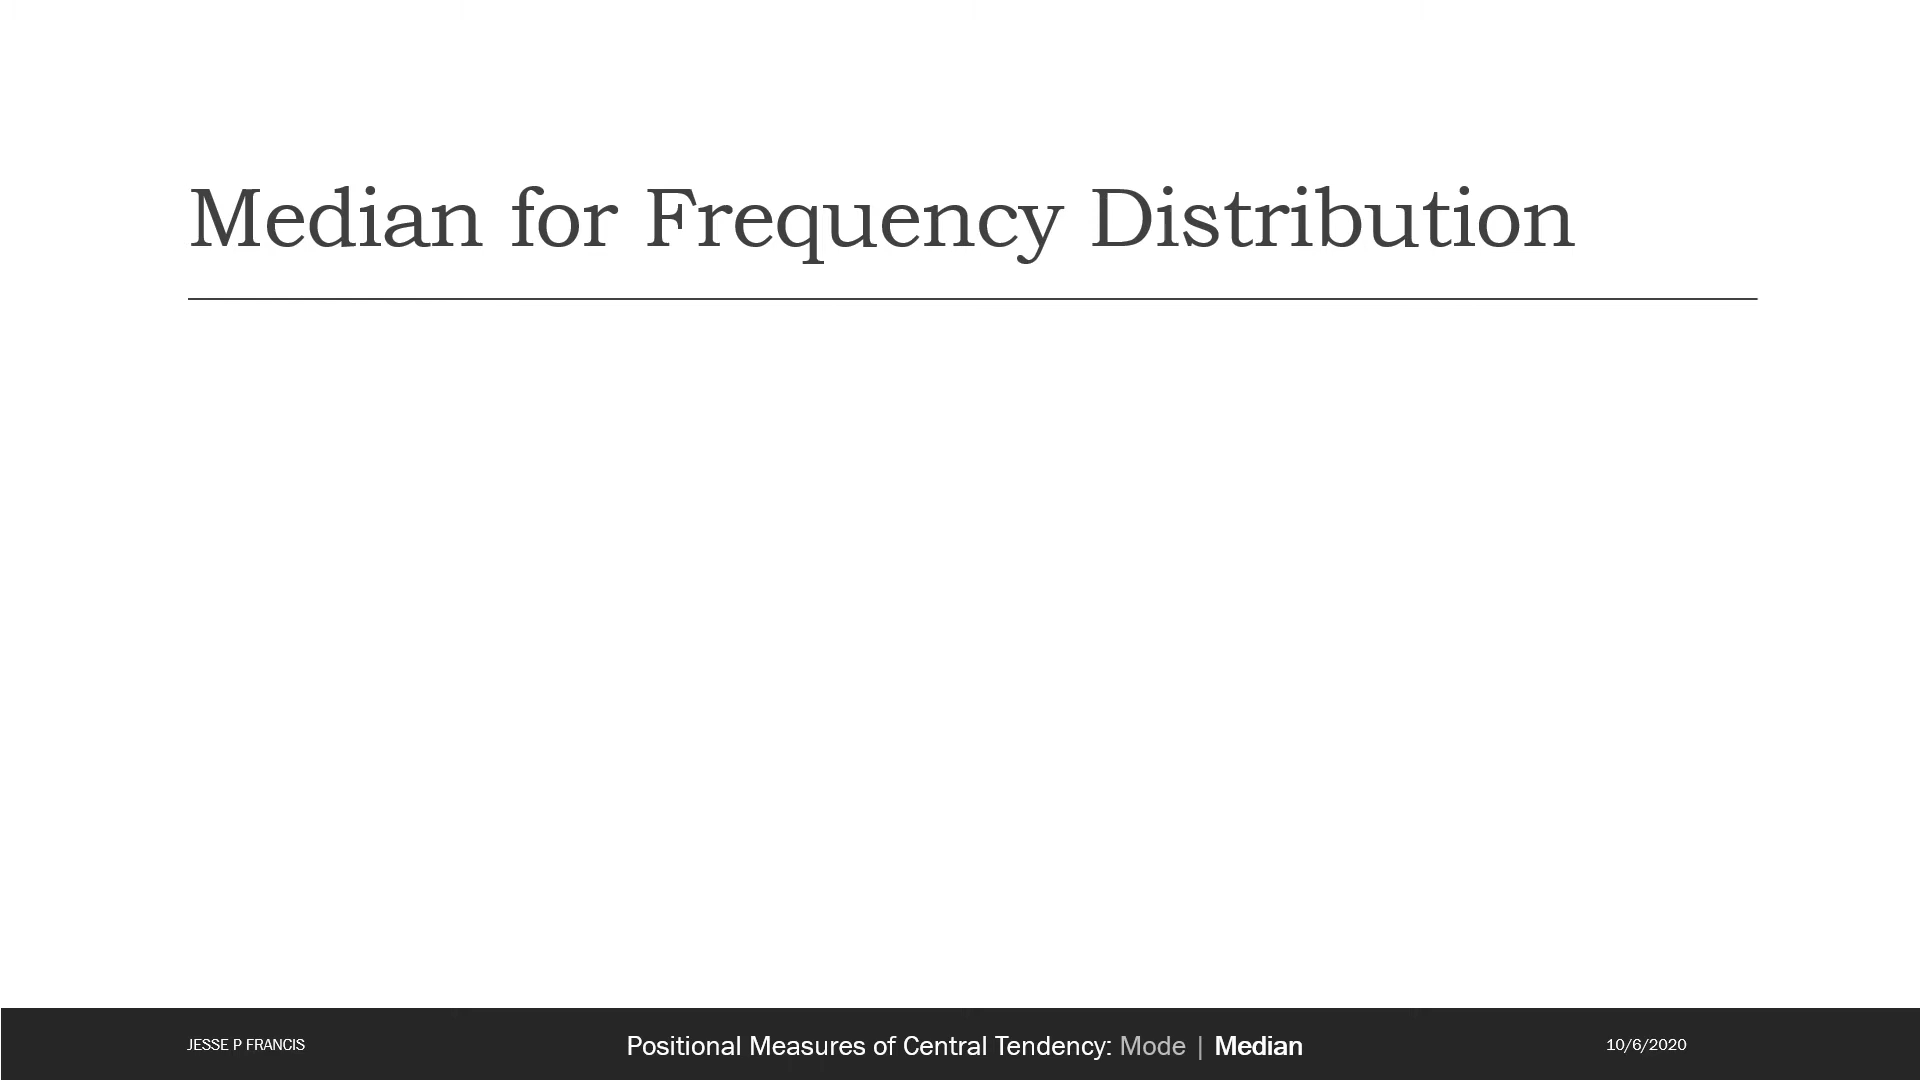 Median for Frequency Distribution
JESSE P FRANCIS
Positional Measures of Central Tendency: Mode | Median
10/6/2020